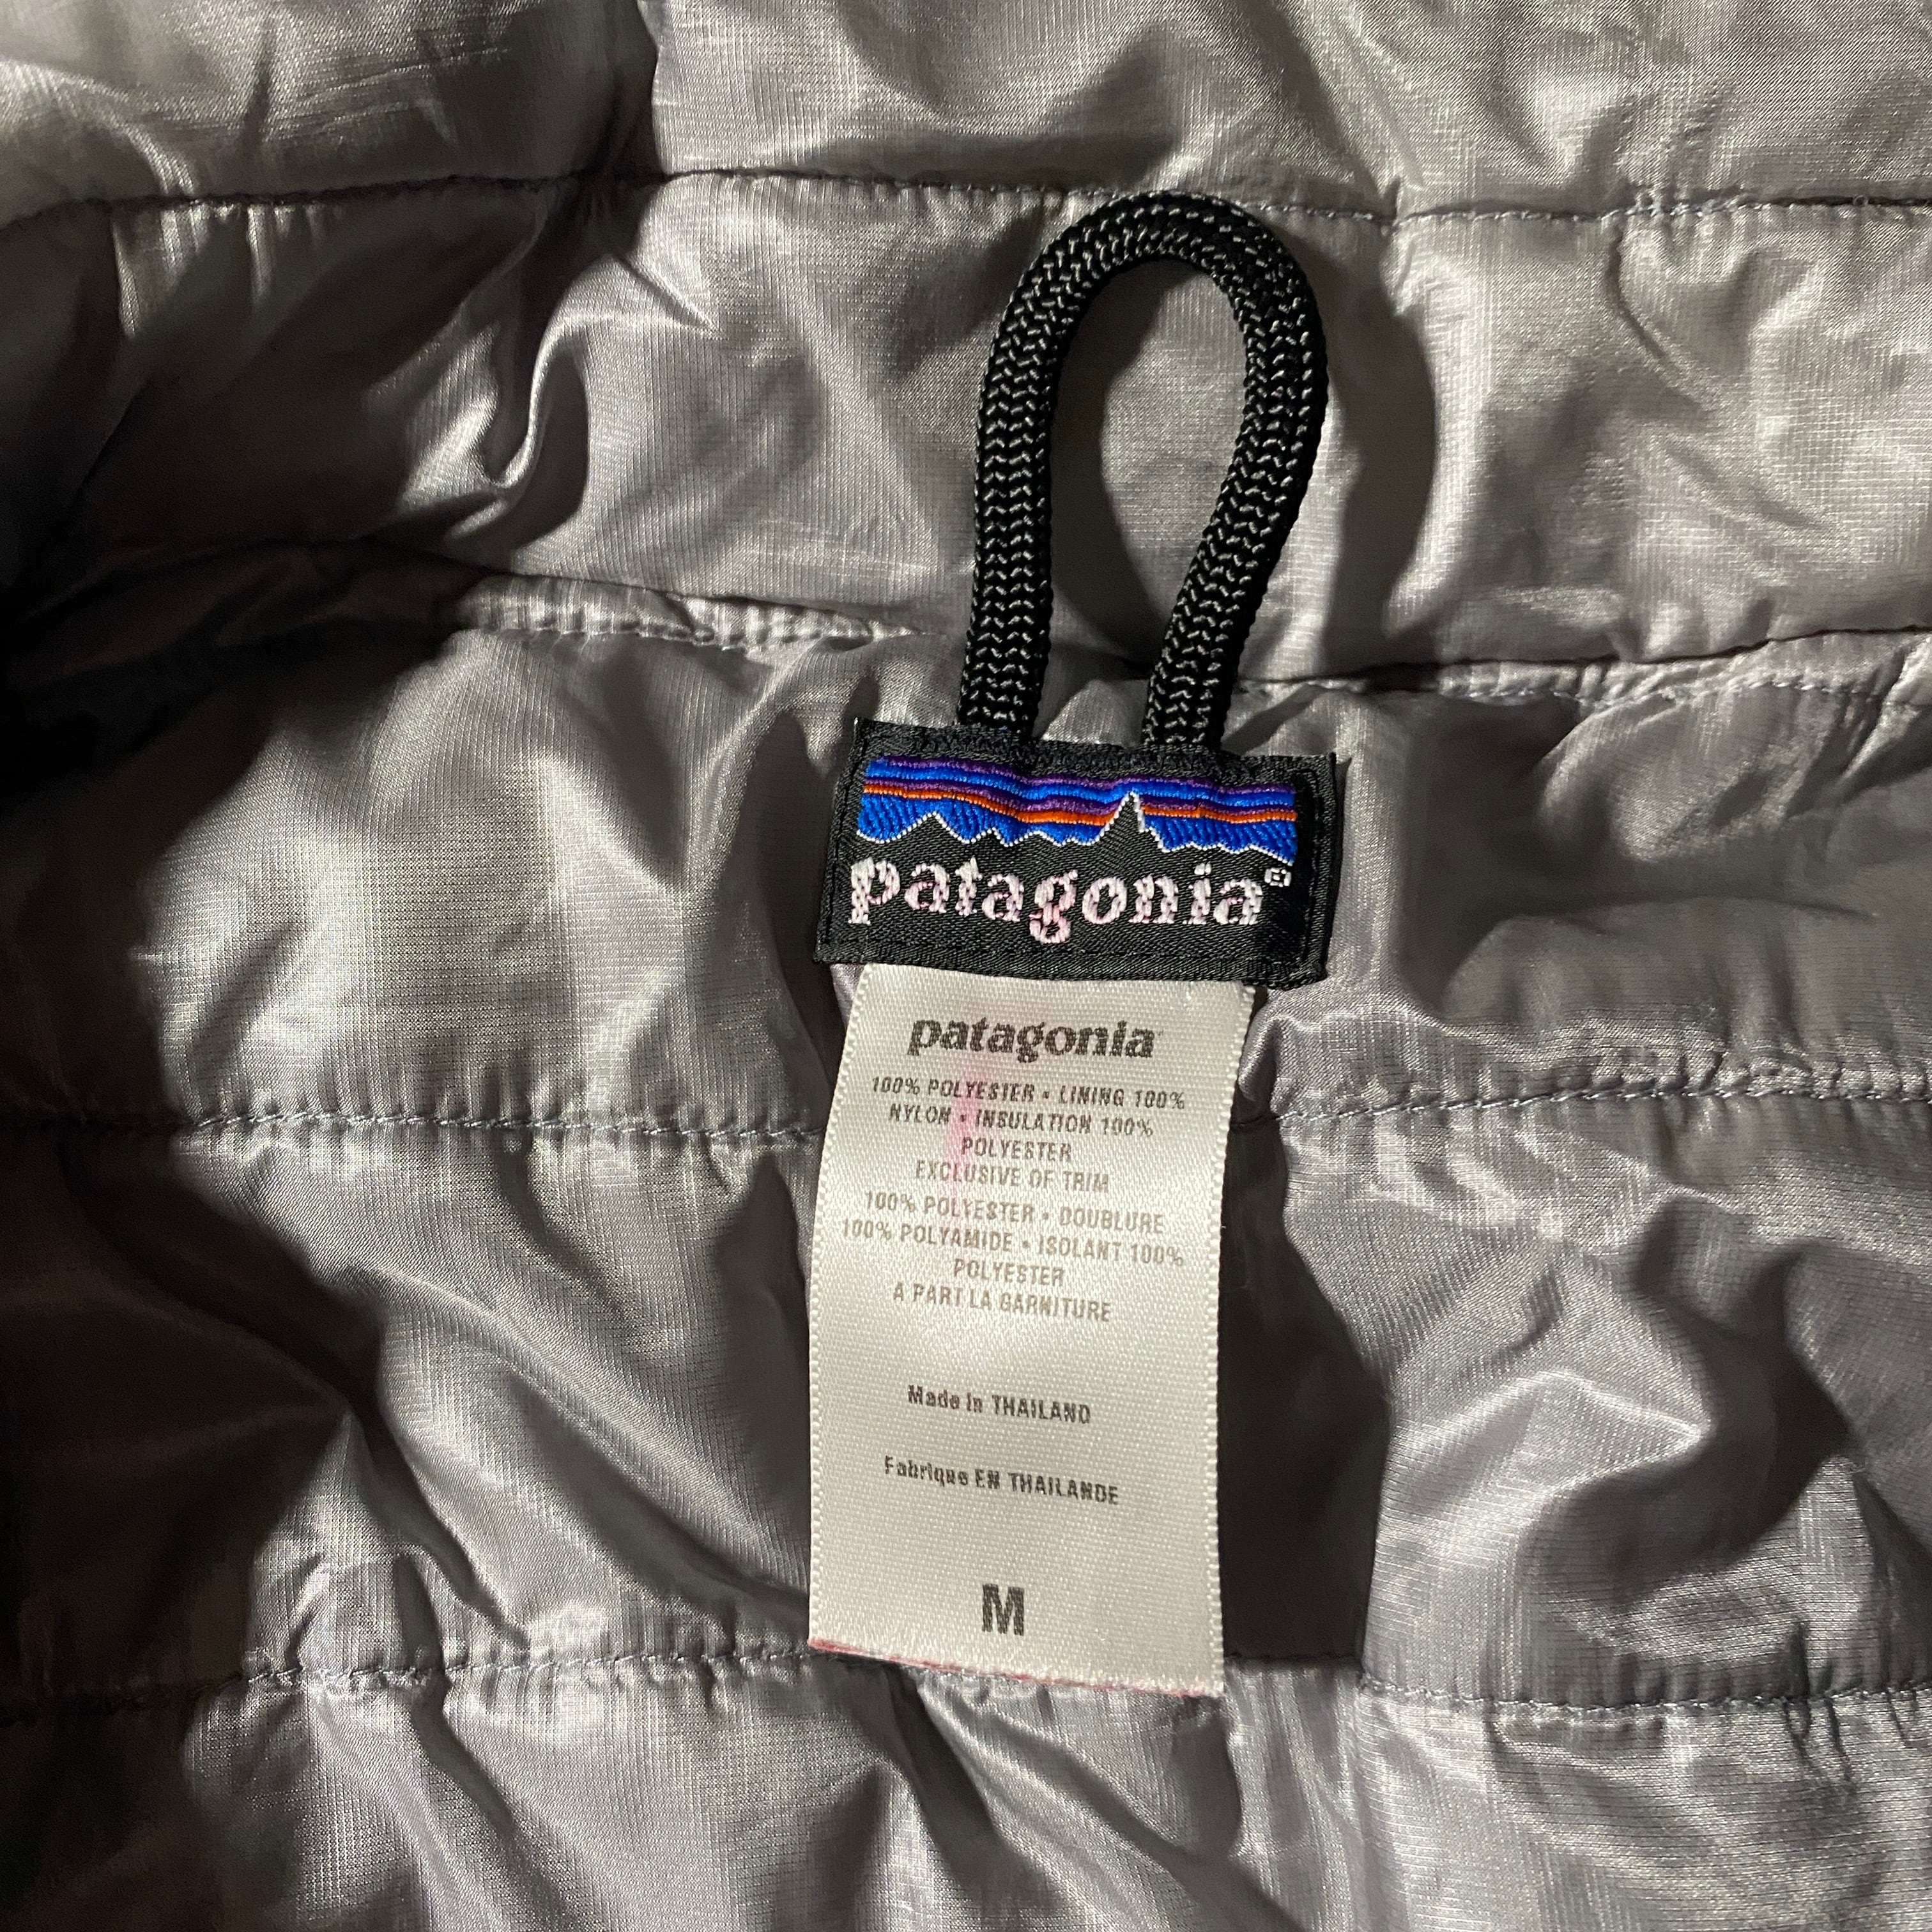 patagonia®
patagonia
100% POLYESTER • LINING 100%
NYLON • INSULATION 100%
POLYESTER
EXCLUSIVE OF TRIM
100% POLYESTER • DOUBLURE
100% POLYAMIDE • ISOLANT 100%
POLYESTER
A PART LA GARNITURE
Made in THAILAND
Fabrique EN THAILANDE
M